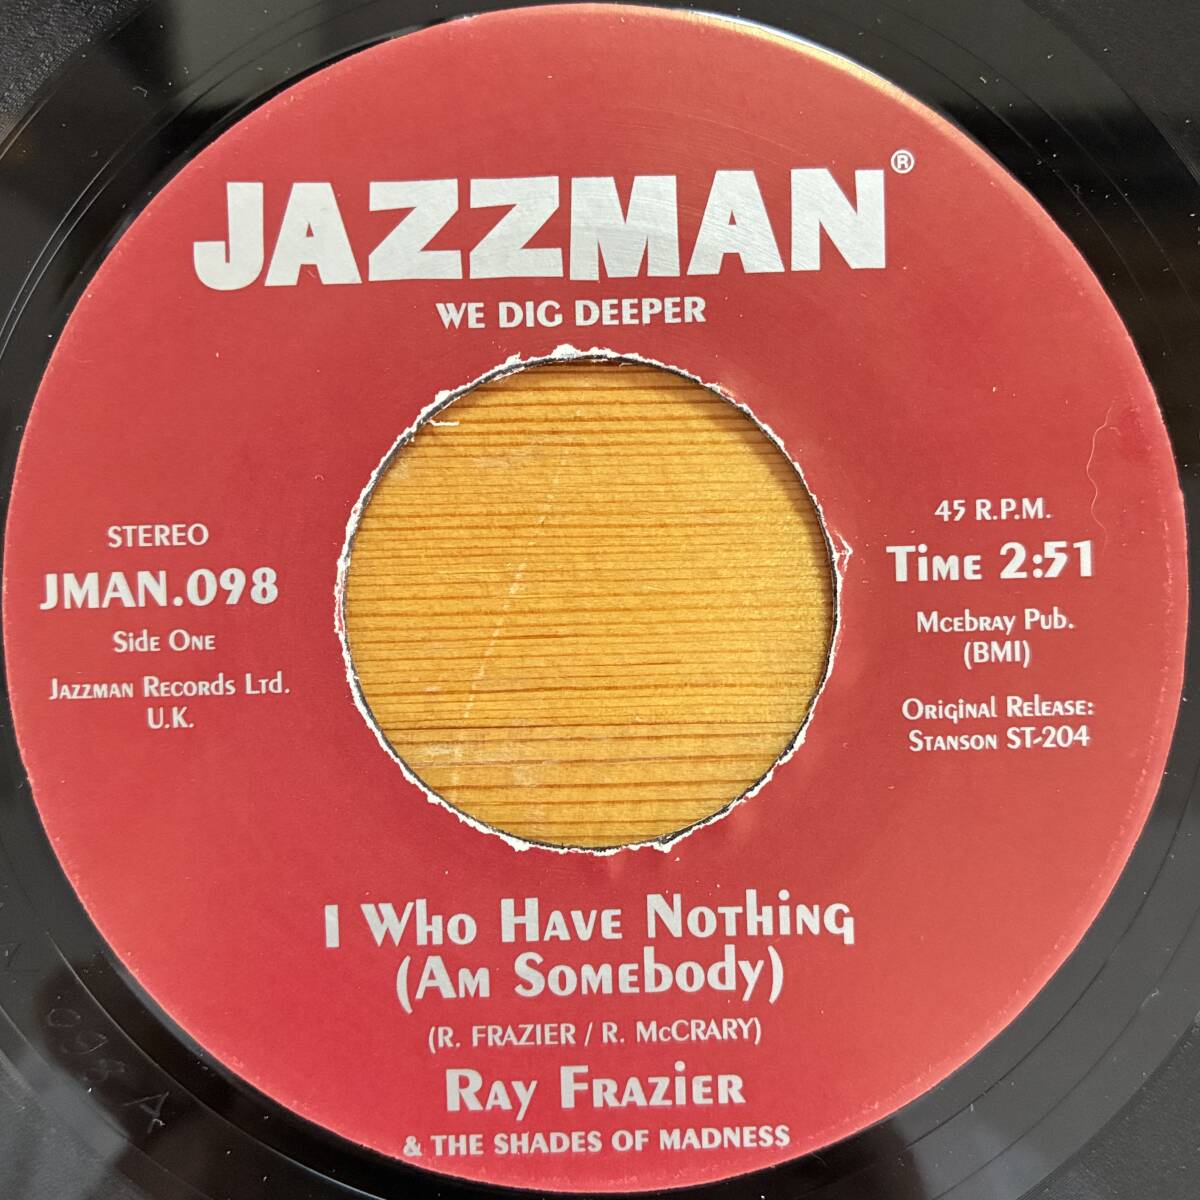 JAZZMAN®
WE DIG DEEPER
STEREO
JMAN.098
Side One
Jazzman Records Ltd.
U.K.
45 R.P.M.
Time 2:51
Mcebray Pub.
(BMI)
Original Release:
Stanson ST-204
I Who Have Nothing
(Am Somebody)
(R. FRAZIER / R. McCRARY)
Ray Frazier
& THE SHADES OF MADNESS